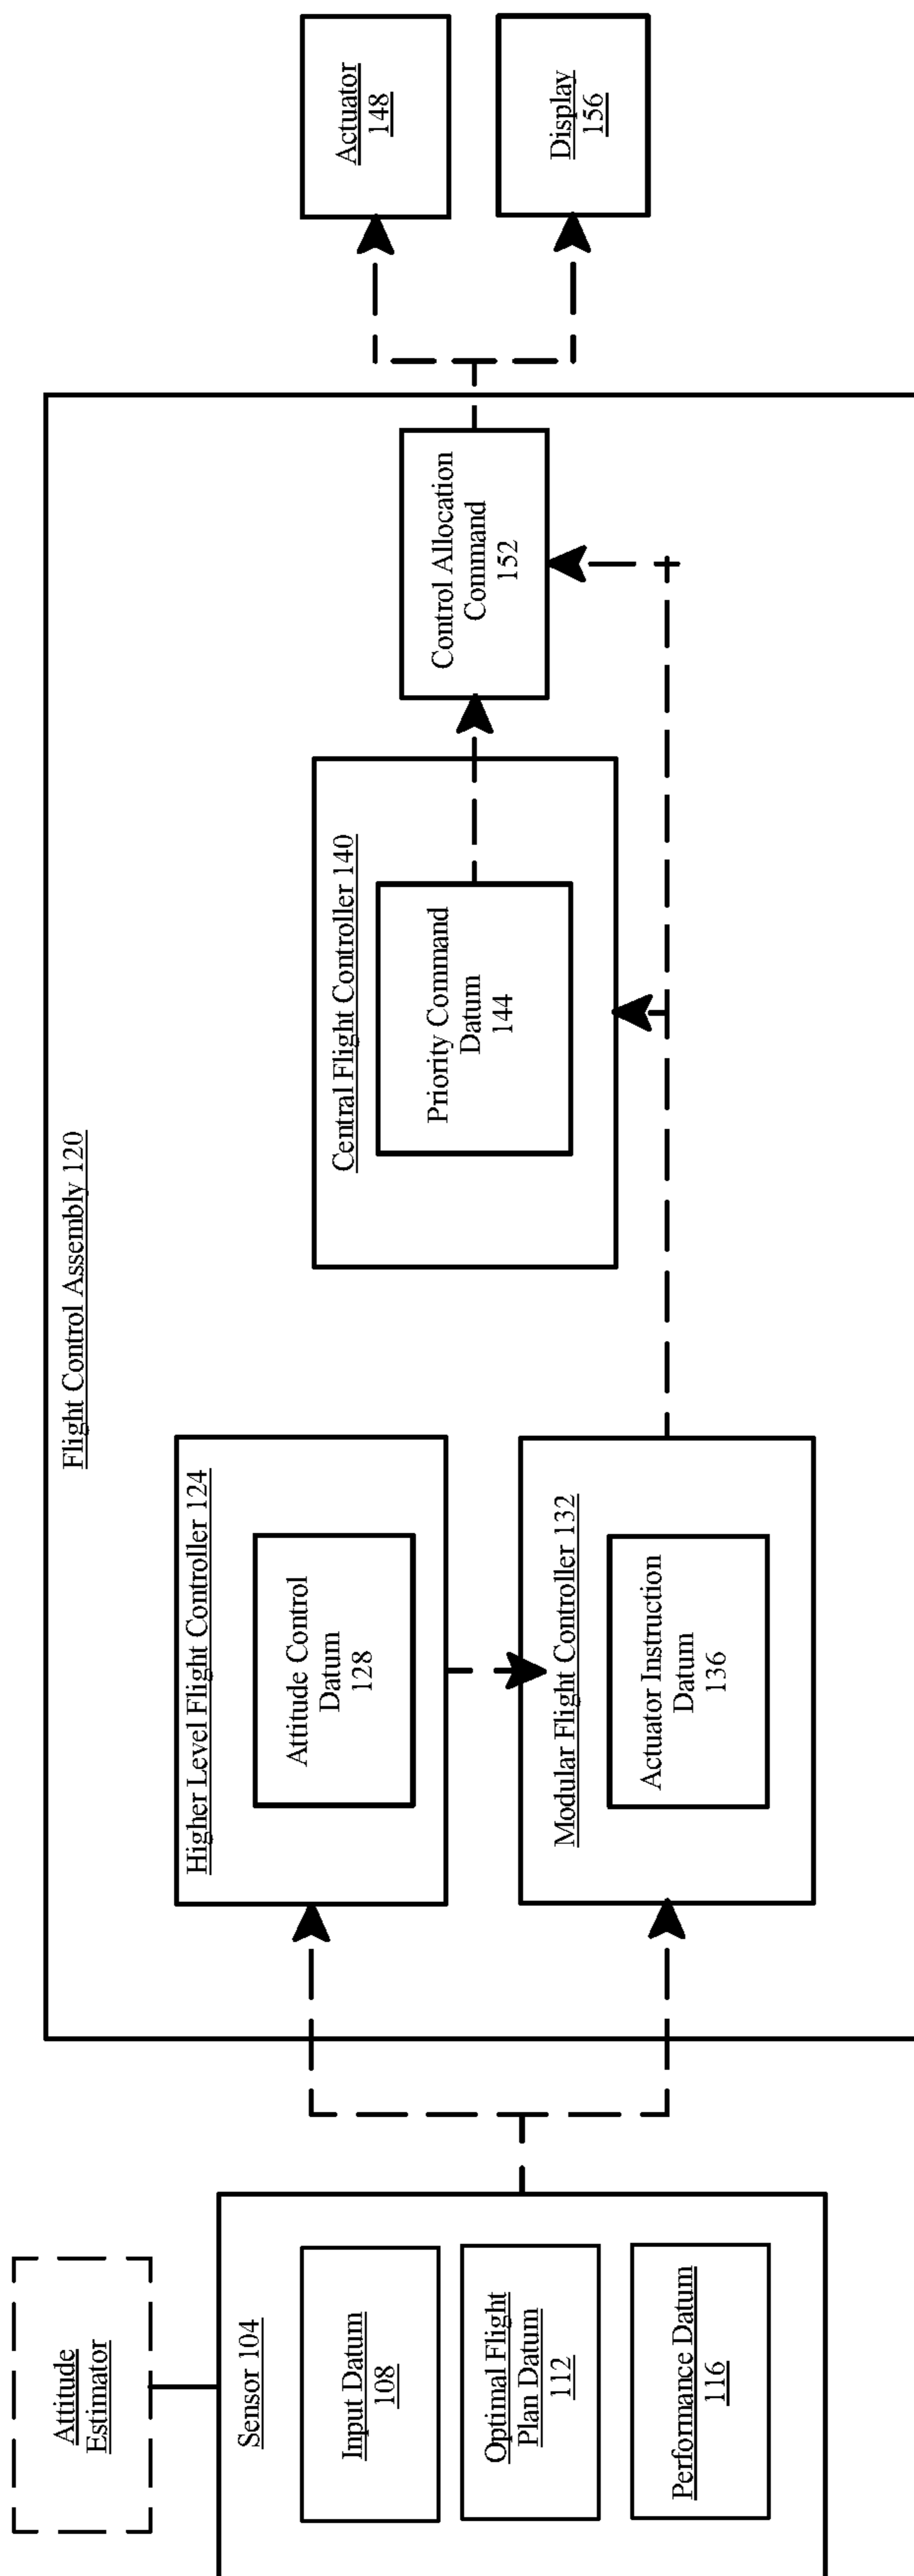 Attitude
Estimator
Sensor 104
Input Datum
108
Optimal Flight
Plan Datum
112
Performance Datum
116
Flight Control Assembly 120
Higher Level Flight Controller 124
Attitude Control
Datum
128
Modular Flight Controller 132
Actuator Instruction
Datum
136
Central Flight Controller 140
Priority Command
Datum
144
Control Allocation
Command
152
Actuator
148
Display
156